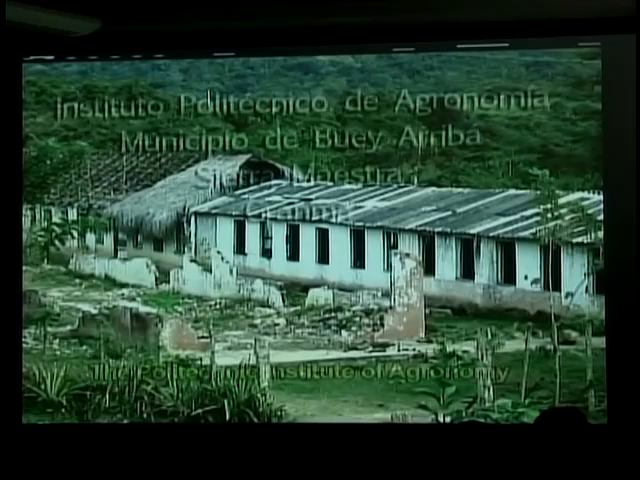 Instituto Politécnico de Agronomía
Municipio de Buey Arriba
Sierra Maestra
Granma
The Polytechnic Institute of Agronomy